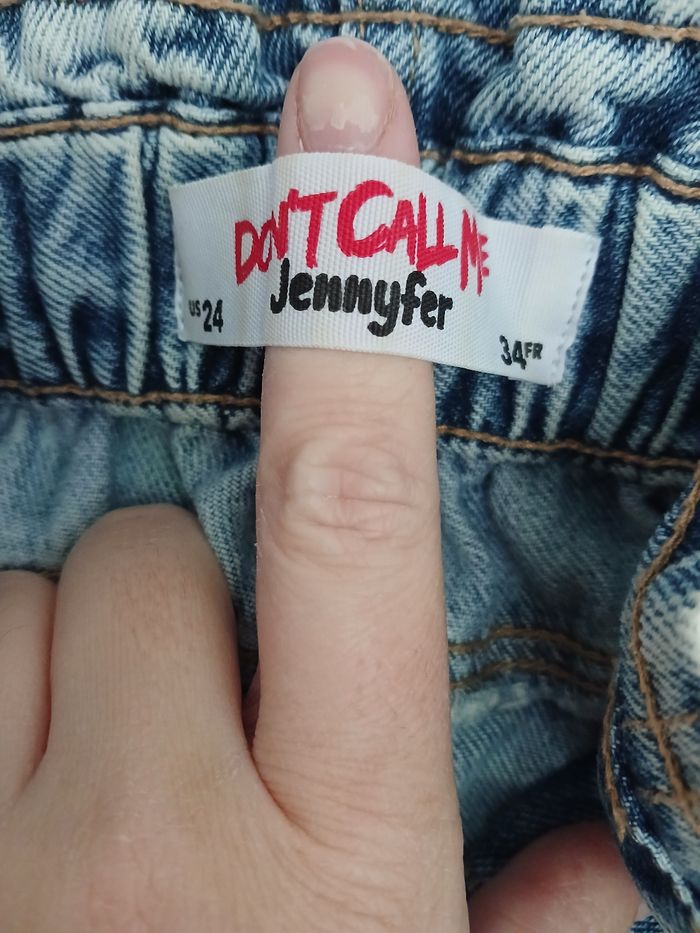 DON'T CALL ME
Jennyfer
US 24
34 FR